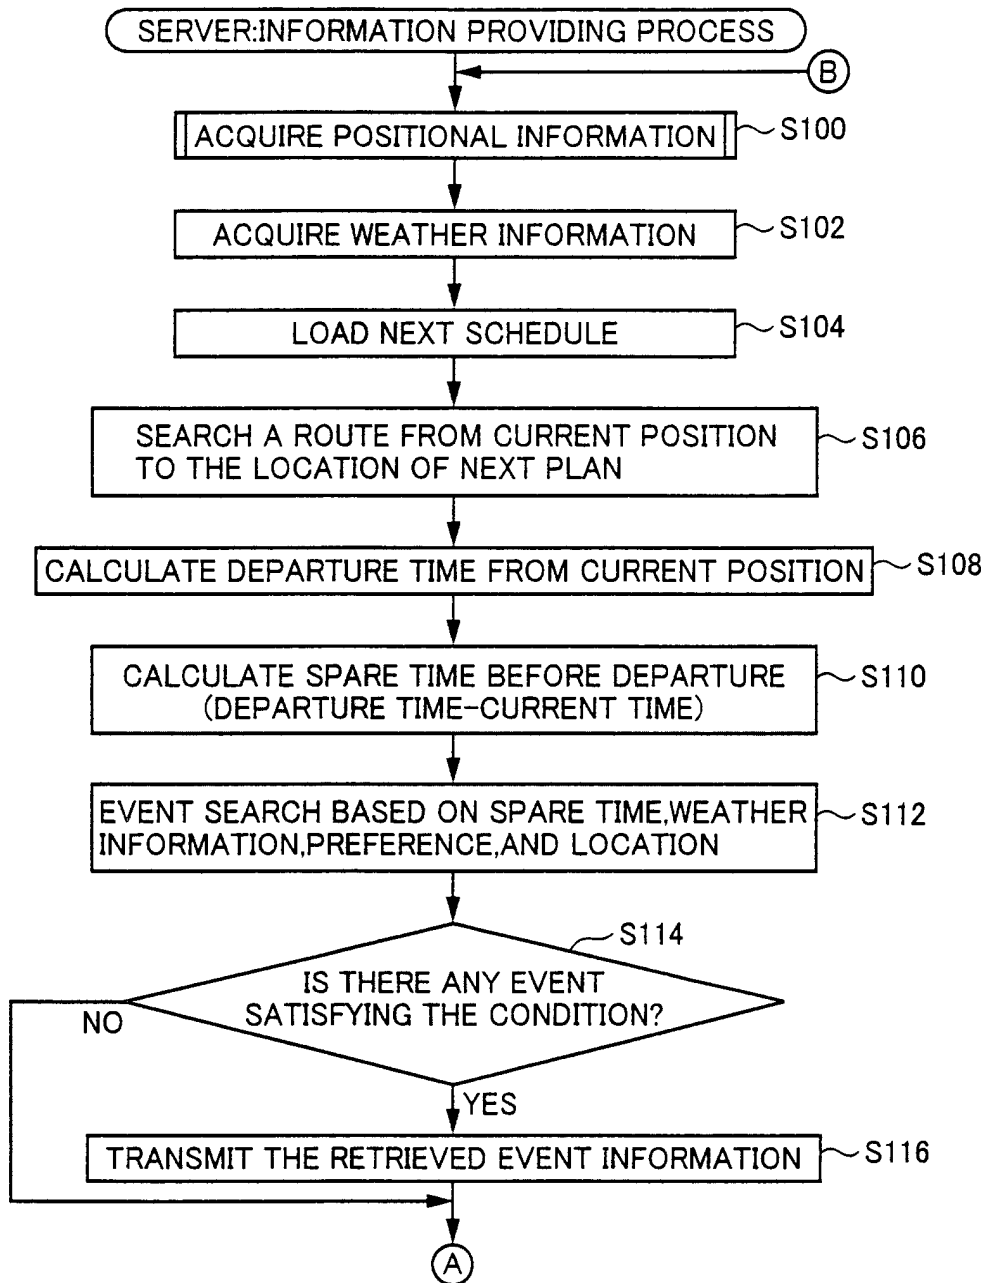 SERVER:INFORMATION PROVIDING PROCESS
B
ACQUIRE POSITIONAL INFORMATION
S100
ACQUIRE WEATHER INFORMATION
S102
LOAD NEXT SCHEDULE
S104
SEARCH A ROUTE FROM CURRENT POSITION
TO THE LOCATION OF NEXT PLAN
S106
CALCULATE DEPARTURE TIME FROM CURRENT POSITION
S108
CALCULATE SPARE TIME BEFORE DEPARTURE
(DEPARTURE TIME-CURRENT TIME)
S110
EVENT SEARCH BASED ON SPARE TIME,WEATHER
INFORMATION,PREFERENCE,AND LOCATION
S112
S114
IS THERE ANY EVENT
SATISFYING THE CONDITION?
NO
YES
TRANSMIT THE RETRIEVED EVENT INFORMATION
S116
A